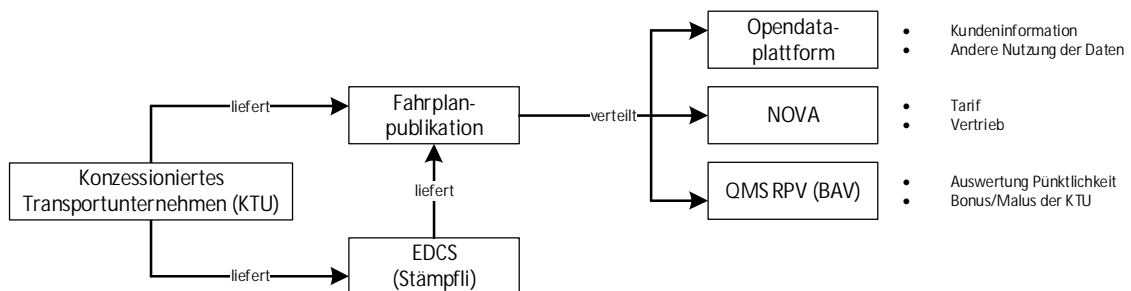 Opendata-
plattform
• Kundeninformation
• Andere Nutzung der Daten
liefert
Fahrplan-
publikation
verteilt
NOVA
• Tarif
• Vertrieb
Konzessioniertes
Transportunternehmen (KTU)
liefert
QMS RPV (BAV)
• Auswertung Pünktlichkeit
• Bonus/Malus der KTU
liefert
EDCS
(Stämpfli)